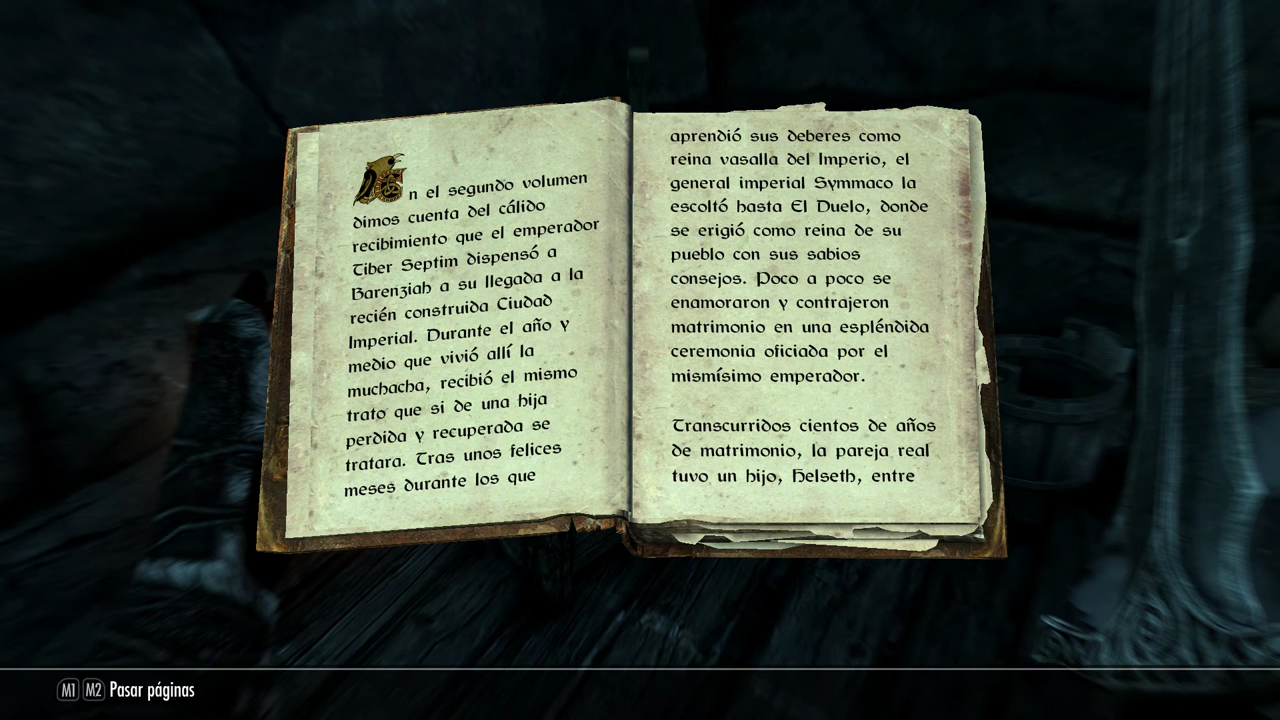 En el segundo volumen
dimos cuenta del cálido
recibimiento que el emperador
Tiber Septim dispensó a
Barenziah a su llegada a la
recién construida Ciudad
Imperial. Durante el año y
medio que vivió allí la
muchacha, recibió el mismo
trato que si de una hija
perdida y recuperada se
tratara. Tras unos felices
meses durante los que
aprendió sus deberes como
reina vasalla del Imperio, el
general imperial Symmaco la
escoltó hasta El Duelo, donde
se erigió como reina de su
pueblo con sus sabios
consejos. Poco a poco se
enamoraron y contrajeron
matrimonio en una espléndida
ceremonia oficiada por el
mismísimo emperador.
Transcurridos cientos de años
de matrimonio, la pareja real
tuvo un hijo, Helseth, entre
M1 M2 Pasar páginas